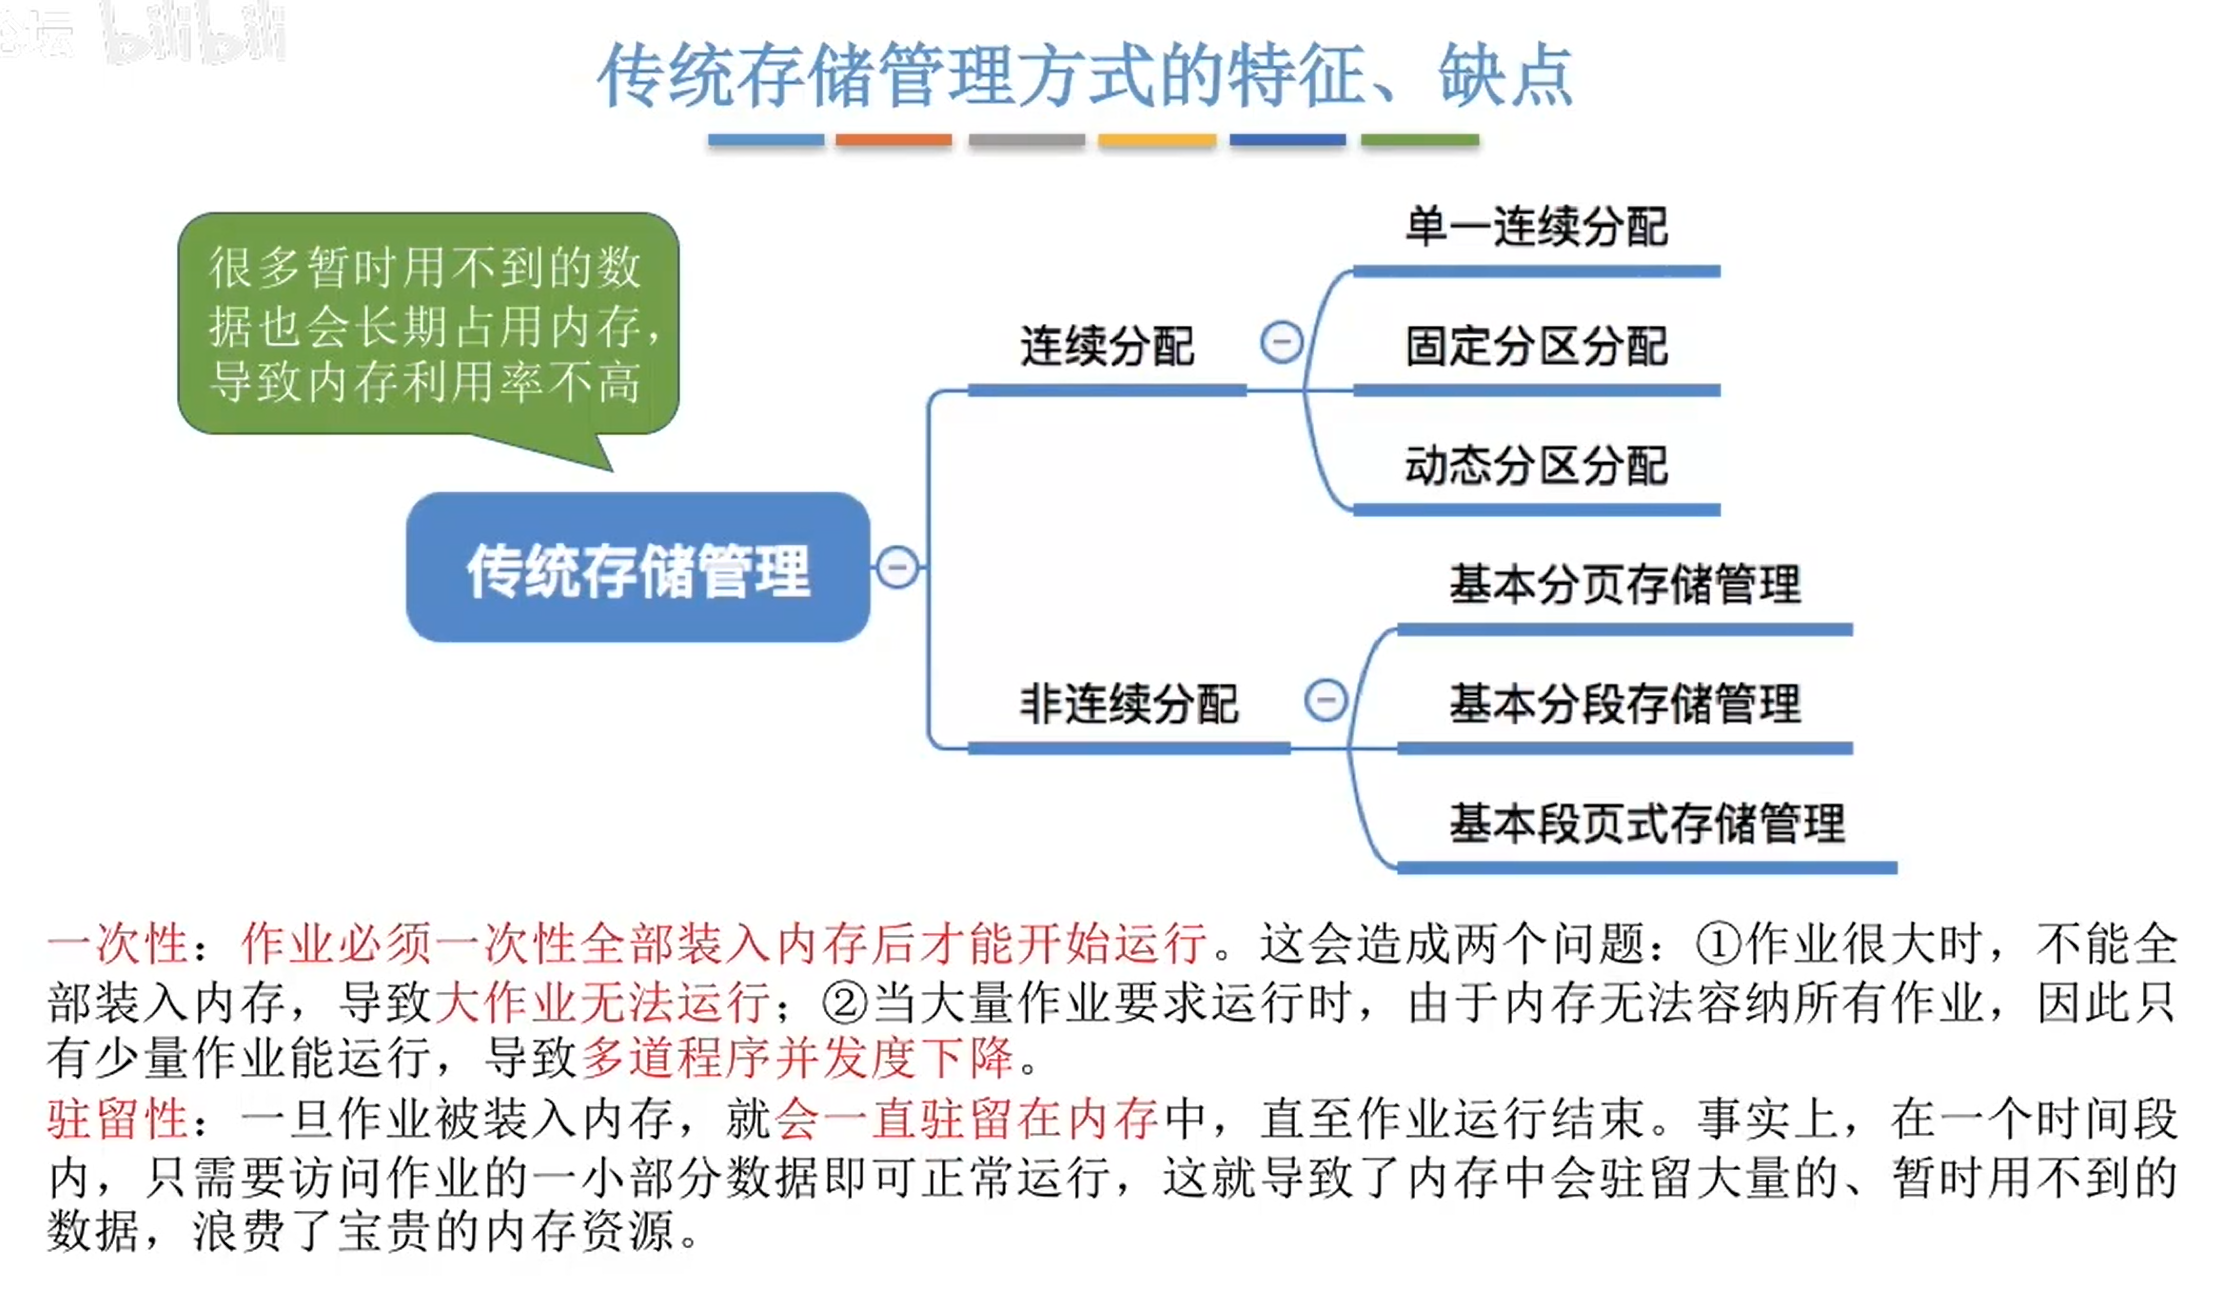 坛 bilibili
传统存储管理方式的特征、缺点
很多暂时用不到的数
据也会长期占用内存，
导致内存利用率不高
传统存储管理
连续分配
单一连续分配
固定分区分配
动态分区分配
非连续分配
基本分页存储管理
基本分段存储管理
基本段页式存储管理
一次性：作业必须一次性全部装入内存后才能开始运行。这会造成两个问题：①作业很大时，不能全
部装入内存，导致大作业无法运行；②当大量作业要求运行时，由于内存无法容纳所有作业，因此只
有少量作业能运行，导致多道程序并发度下降。
驻留性：一旦作业被装入内存，就会一直驻留在内存中，直至作业运行结束。事实上，在一个时间段
内，只需要访问作业的一小部分数据即可正常运行，这就导致了内存中会驻留大量的、暂时用不到的
数据，浪费了宝贵的内存资源。